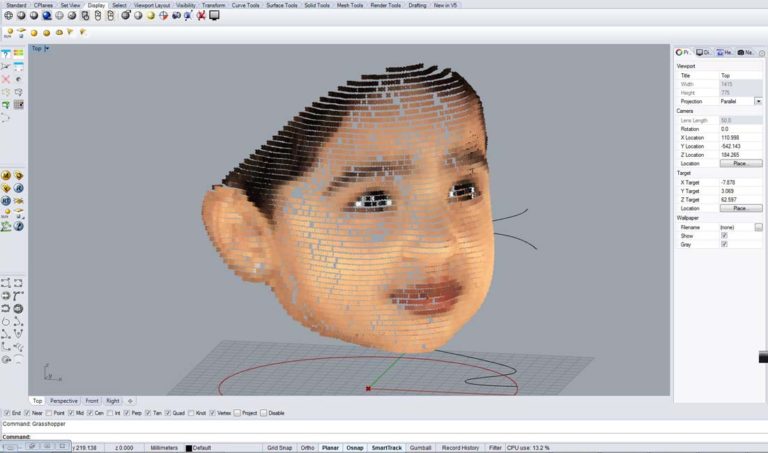 Standard CPlanes Set View Display Select Viewport Layout Visibility Transform Curve Tools Surface Tools Solid Tools Mesh Tools Render Tools Drafting New in V5
Top
Pr... Di... He... Ne...
Viewport
Title Top
Width 1415
Height 775
Projection Parallel
Camera
Lens Length 50.0
Rotation 0.0
X Location 110.998
Y Location -542.143
Z Location 184.265
Location Place...
Target
X Target -7.878
Y Target 3.069
Z Target 62.597
Location Place...
Wallpaper
Filename (none)
Show
Gray
Top Perspective Front Right
End Near Point Mid Cen Int Perp Tan Quad Knot Vertex Project Disable
Command: Grasshopper
Command:
y 219.138 z 0.000 Millimeters Default Grid Snap Ortho Planar Osnap SmartTrack Gumball Record History Filter CPU use: 13.2 %